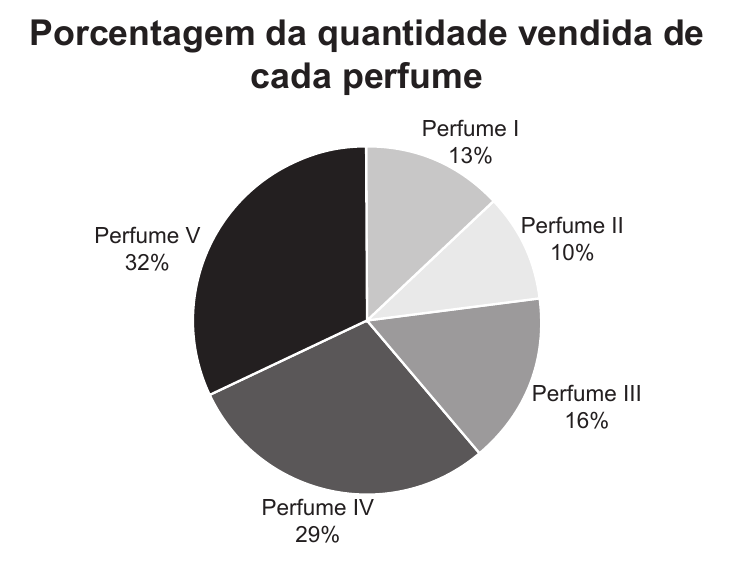 Porcentagem da quantidade vendida de
cada perfume
Perfume I
13%
Perfume II
10%
Perfume III
16%
Perfume IV
29%
Perfume V
32%